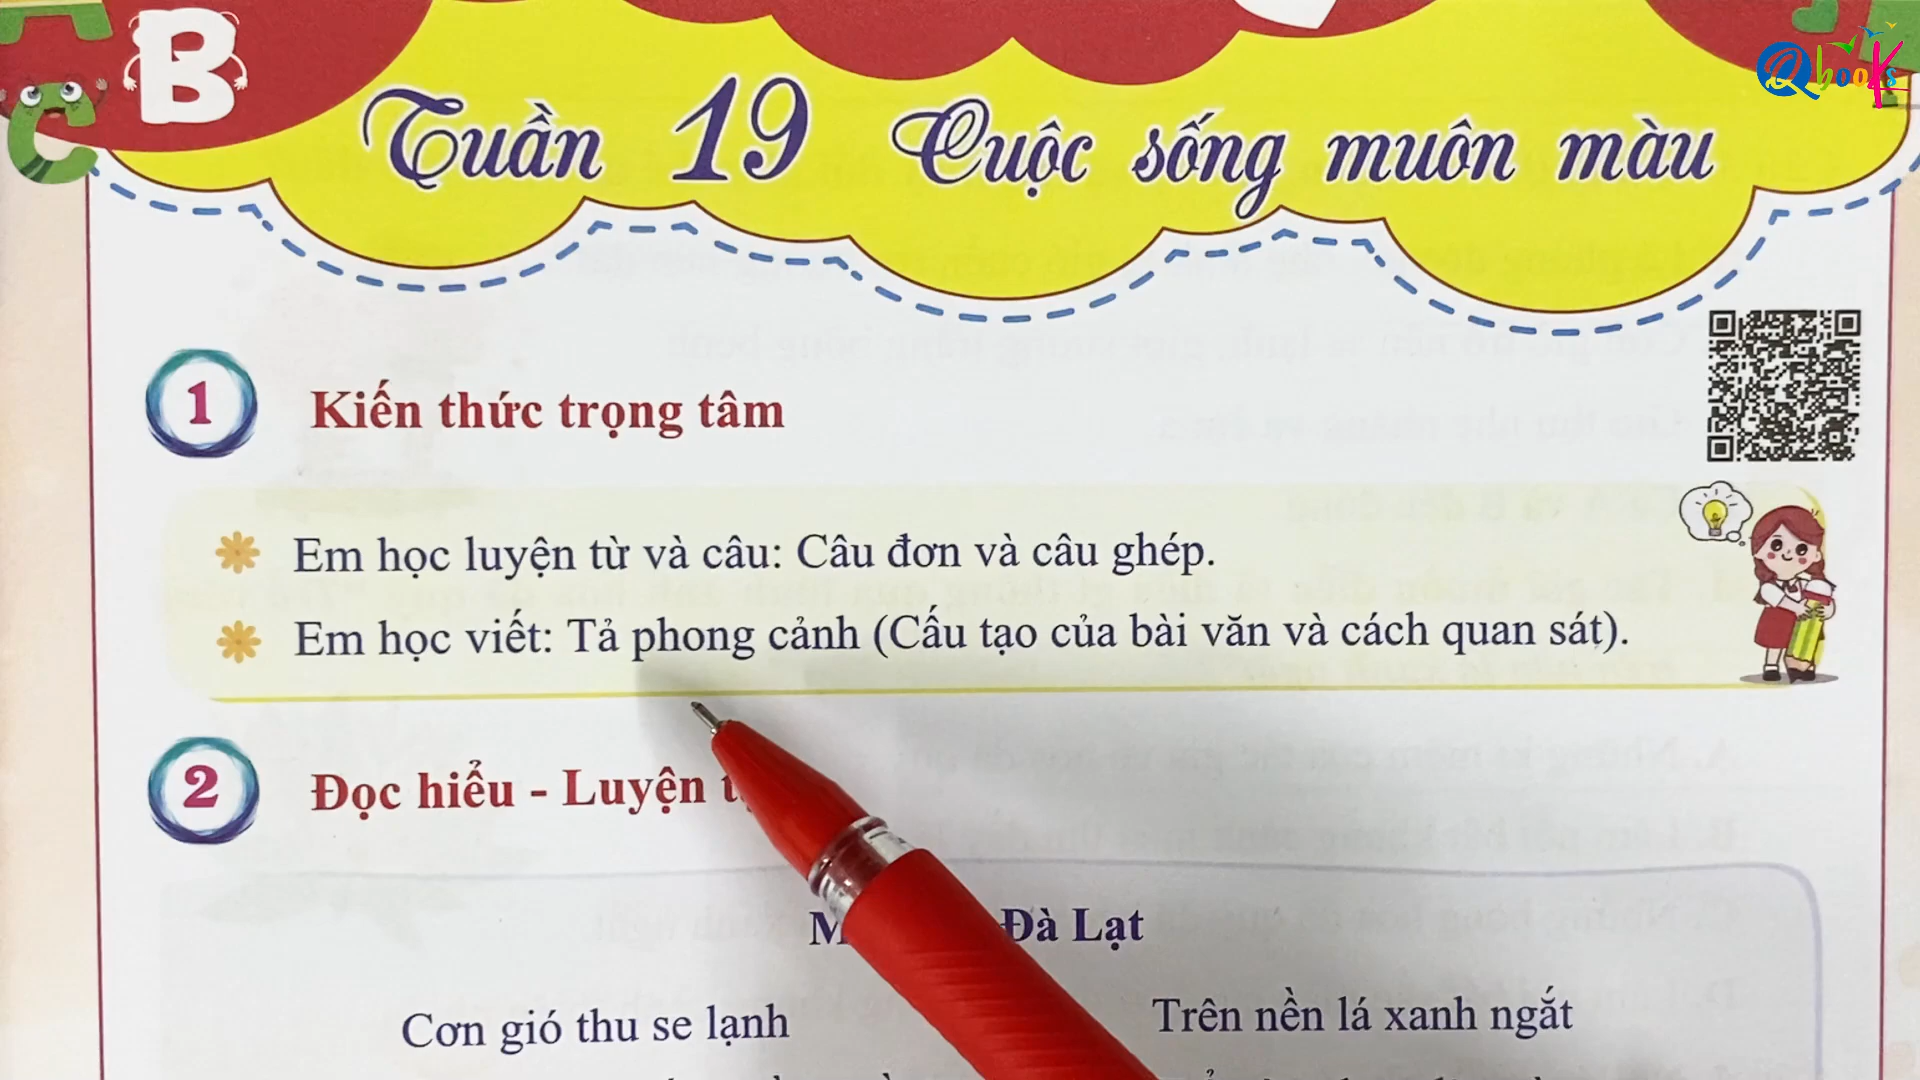 B
C
Qbooks
Tuần 19 Cuộc sống muôn màu
1 Kiến thức trọng tâm
Em học luyện từ và câu: Câu đơn và câu ghép.
Em học viết: Tả phong cảnh (Cấu tạo của bài văn và cách quan sát).
2 Đọc hiểu - Luyện
Đà Lạt
Cơn gió thu se lạnh
Trên nền lá xanh ngắt